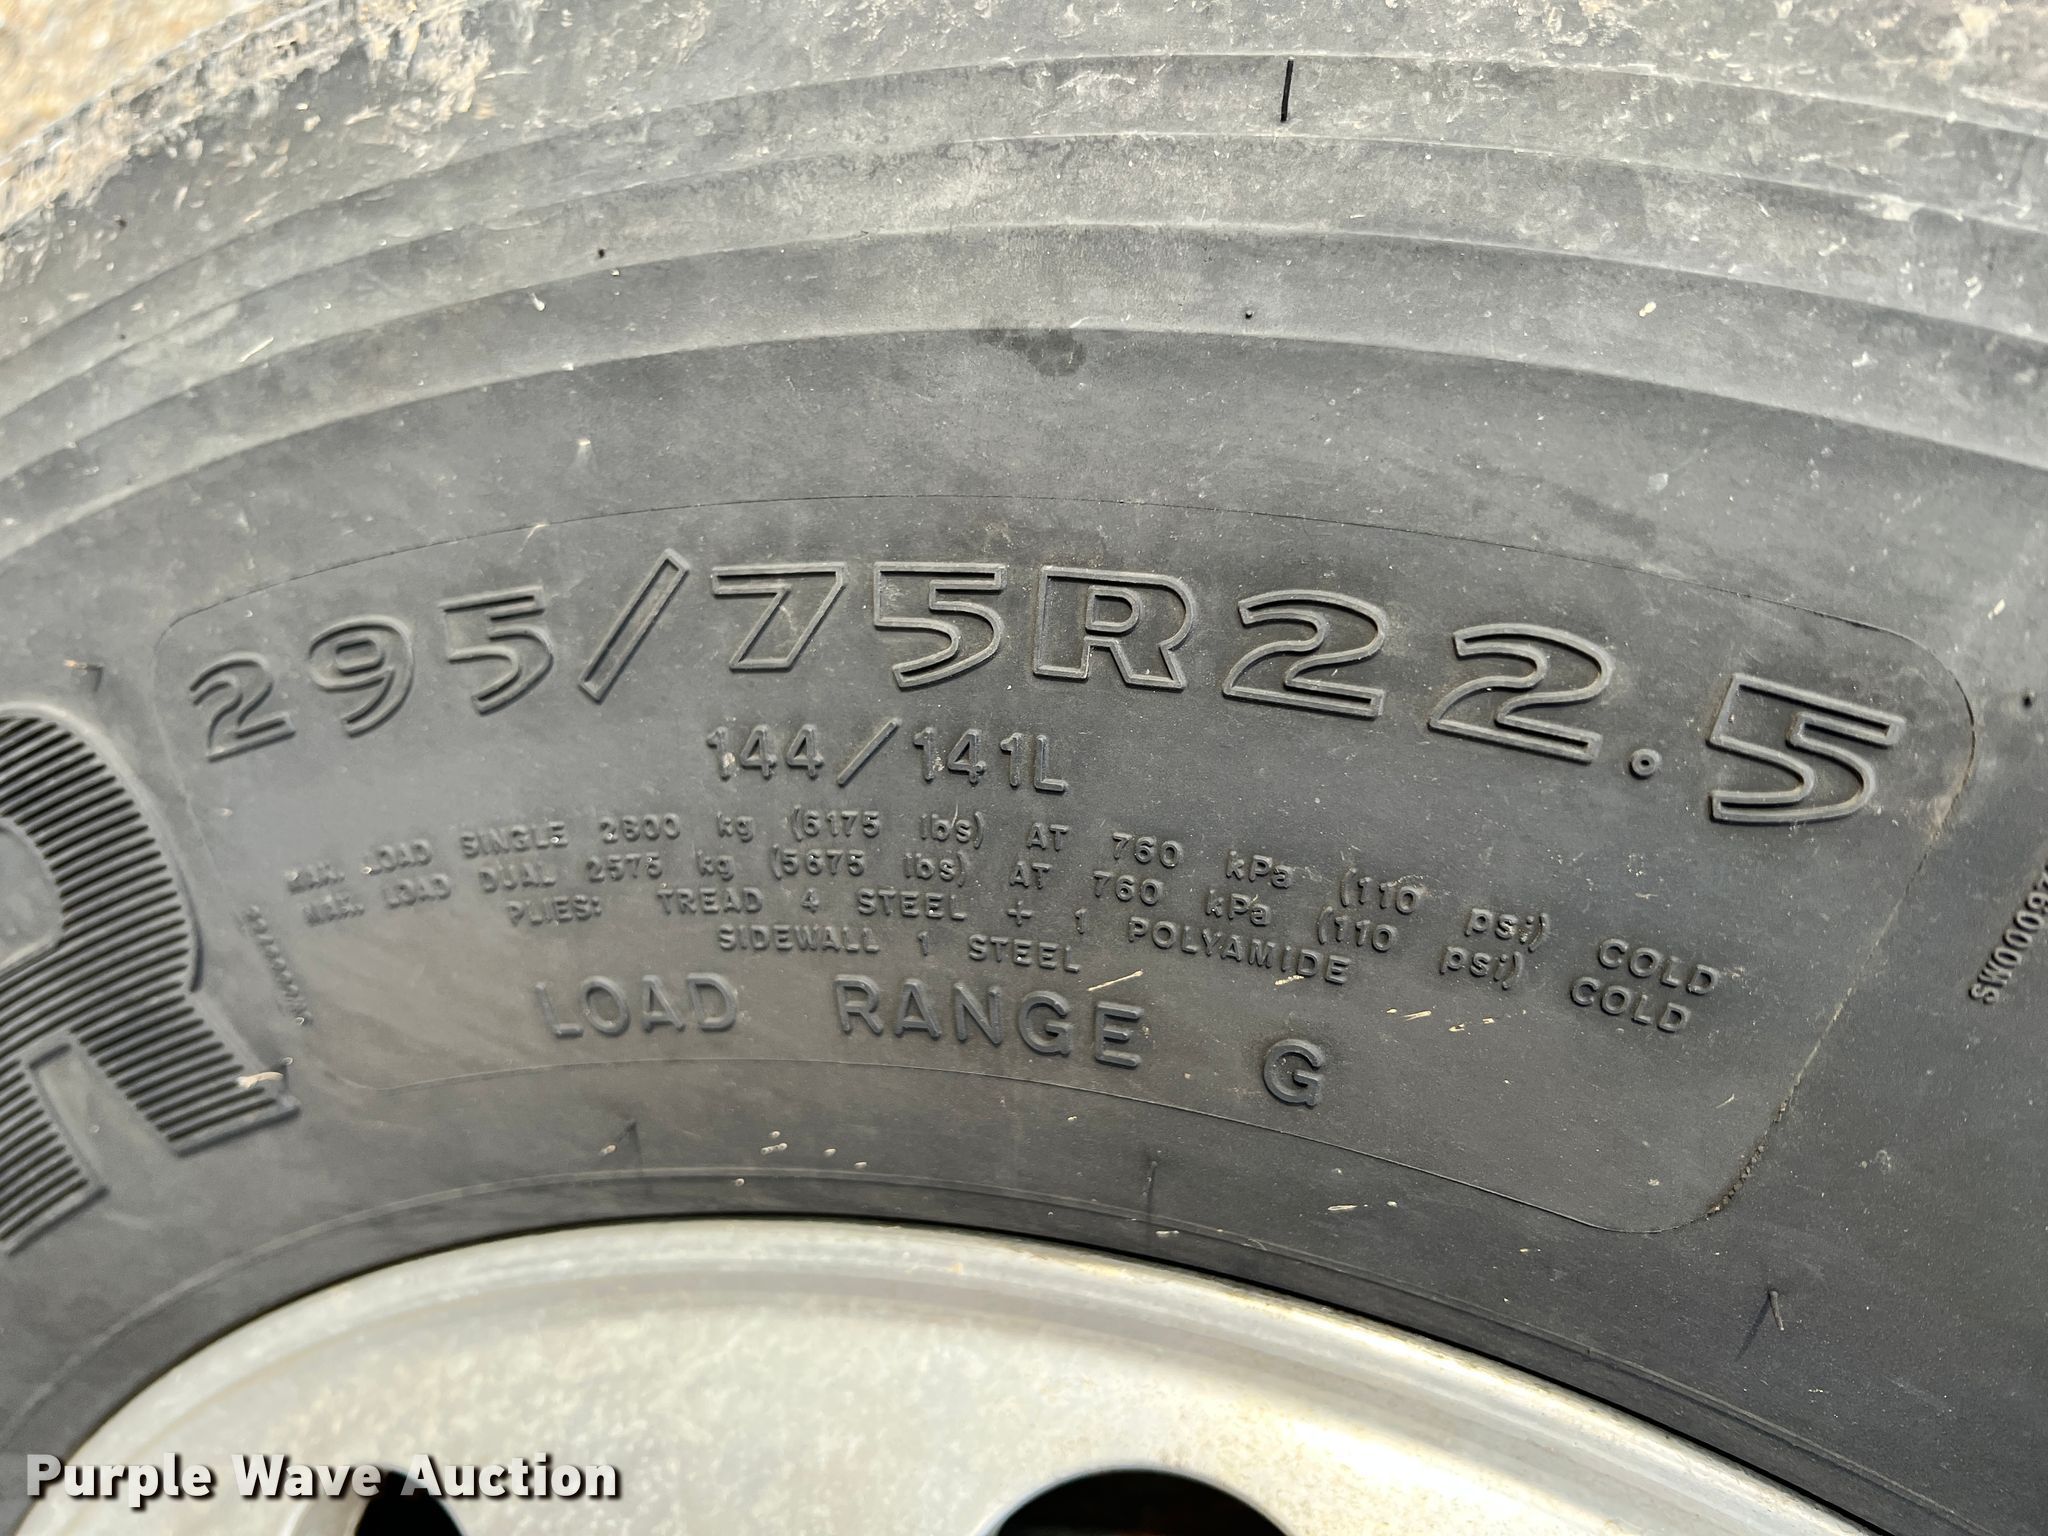 295/75R22.5
144/141L
MAX. LOAD SINGLE 2800 kg (6175 lbs) AT 760 kPa (110 psi) COLD
MAX. LOAD DUAL 2575 kg (5675 lbs) AT 760 kPa (110 psi) COLD
PLIES: TREAD 4 STEEL + 1 POLYAMIDE
SIDEWALL 1 STEEL
LOAD RANGE G
R
Purple Wave Auction